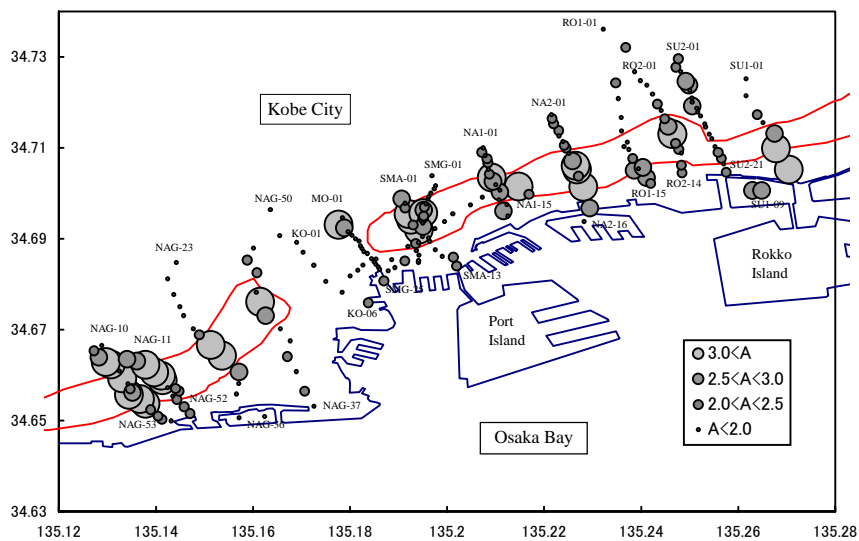 34.73
34.71
34.69
34.67
34.65
34.63
135.12
135.14
135.16
135.18
135.2
135.22
135.24
135.26
135.28
Kobe City
RO1-01
SU2-01
RO2-01
SU1-01
NA2-01
NA1-01
SMG-01
SMA-01
NAG-50
MO-01
KO-01
NAG-23
SU2-21
RO2-14
RO1-15
SU1-09
NA1-15
NA2-16
SMA-13
SMG-25
KO-06
Rokko
Island
Port
Island
NAG-10
NAG-11
NAG-52
NAG-53
NAG-36
NAG-37
Osaka Bay
3.0<A
2.5<A<3.0
2.0<A<2.5
A<2.0